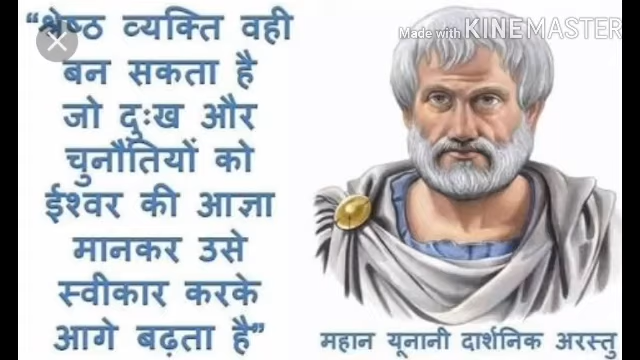 Made with KINEMASTER
“श्रेष्ठ व्यक्ति वही
बन सकता है
जो दुःख और
चुनौतियों को
ईश्वर की आज्ञा
मानकर उसे
स्वीकार करके
आगे बढ़ता है”
महान यूनानी दार्शनिक अरस्तु